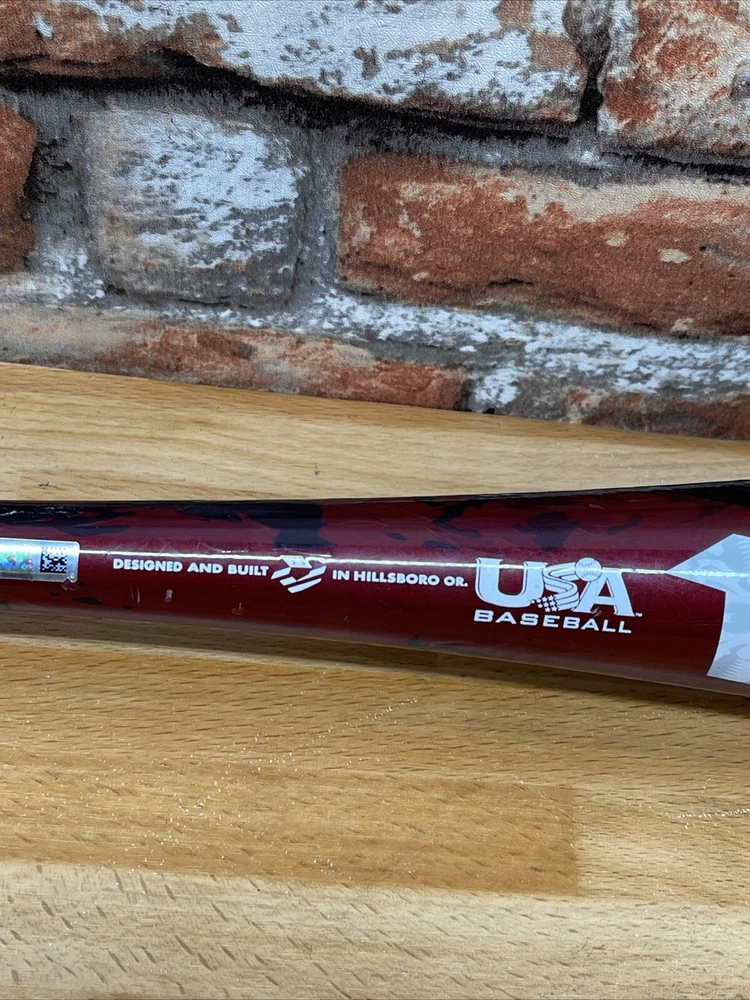 DESIGNED AND BUILT IN HILLSBORO OR.
USA
BASEBALL